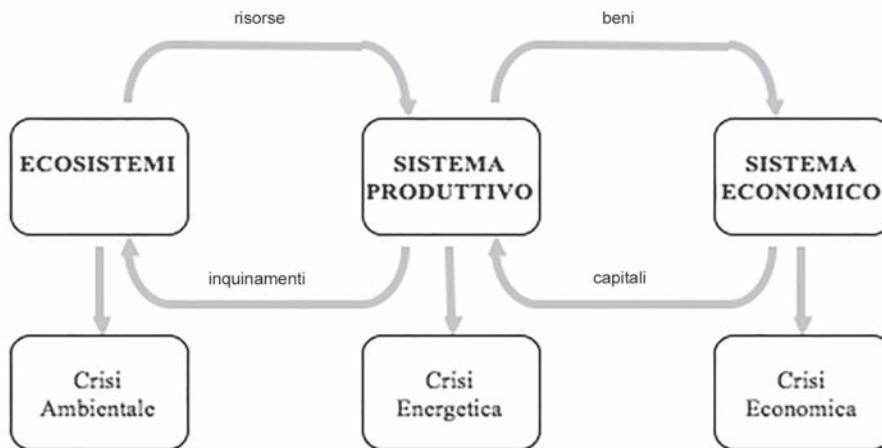 risorse
beni
ECOSISTEMI
SISTEMA
PRODUTTIVO
SISTEMA
ECONOMICO
inquinamenti
capitali
Crisi
Ambientale
Crisi
Energetica
Crisi
Economica